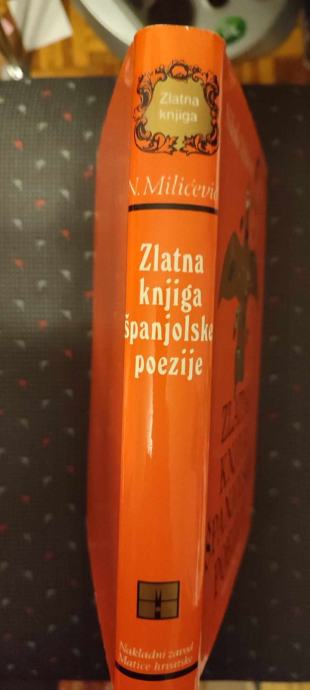 Zlatna
knjiga
N. Milićević
Zlatna
knjiga
španjolske
poezije
Nakladni zavod
Matice hrvatske